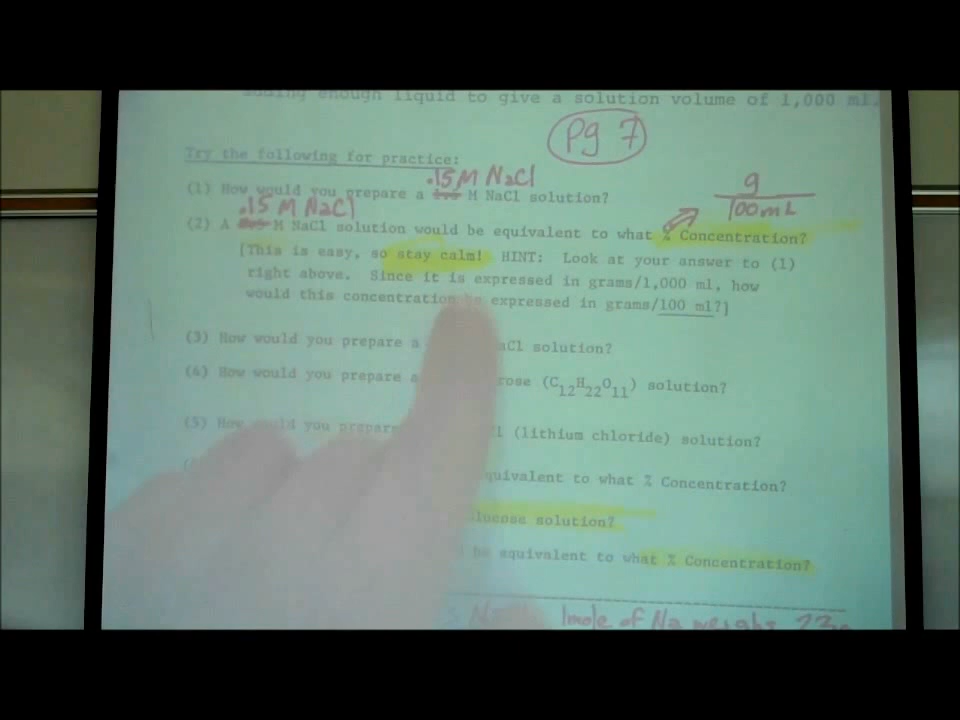 adding enough liquid to give a solution volume of 1,000 ml.
Pg 7
Try the following for practice:
.15 M NaCl
(1) How would you prepare a M NaCl solution?
g
100 mL
.15 M NaCl
(2) A M NaCl solution would be equivalent to what % Concentration?
[This is easy, so stay calm! HINT: Look at your answer to (1)
right above. Since it is expressed in grams/1,000 ml, how
would this concentration be expressed in grams/100 ml?]
(3) How would you prepare a aCl solution?
(4) How would you prepare a rose (C12H22O11) solution?
(5) How would you prepare (lithium chloride) solution?
quivalent to what % Concentration?
lucose solution?
be equivalent to what % Concentration?
1mole of Na weighs 23g